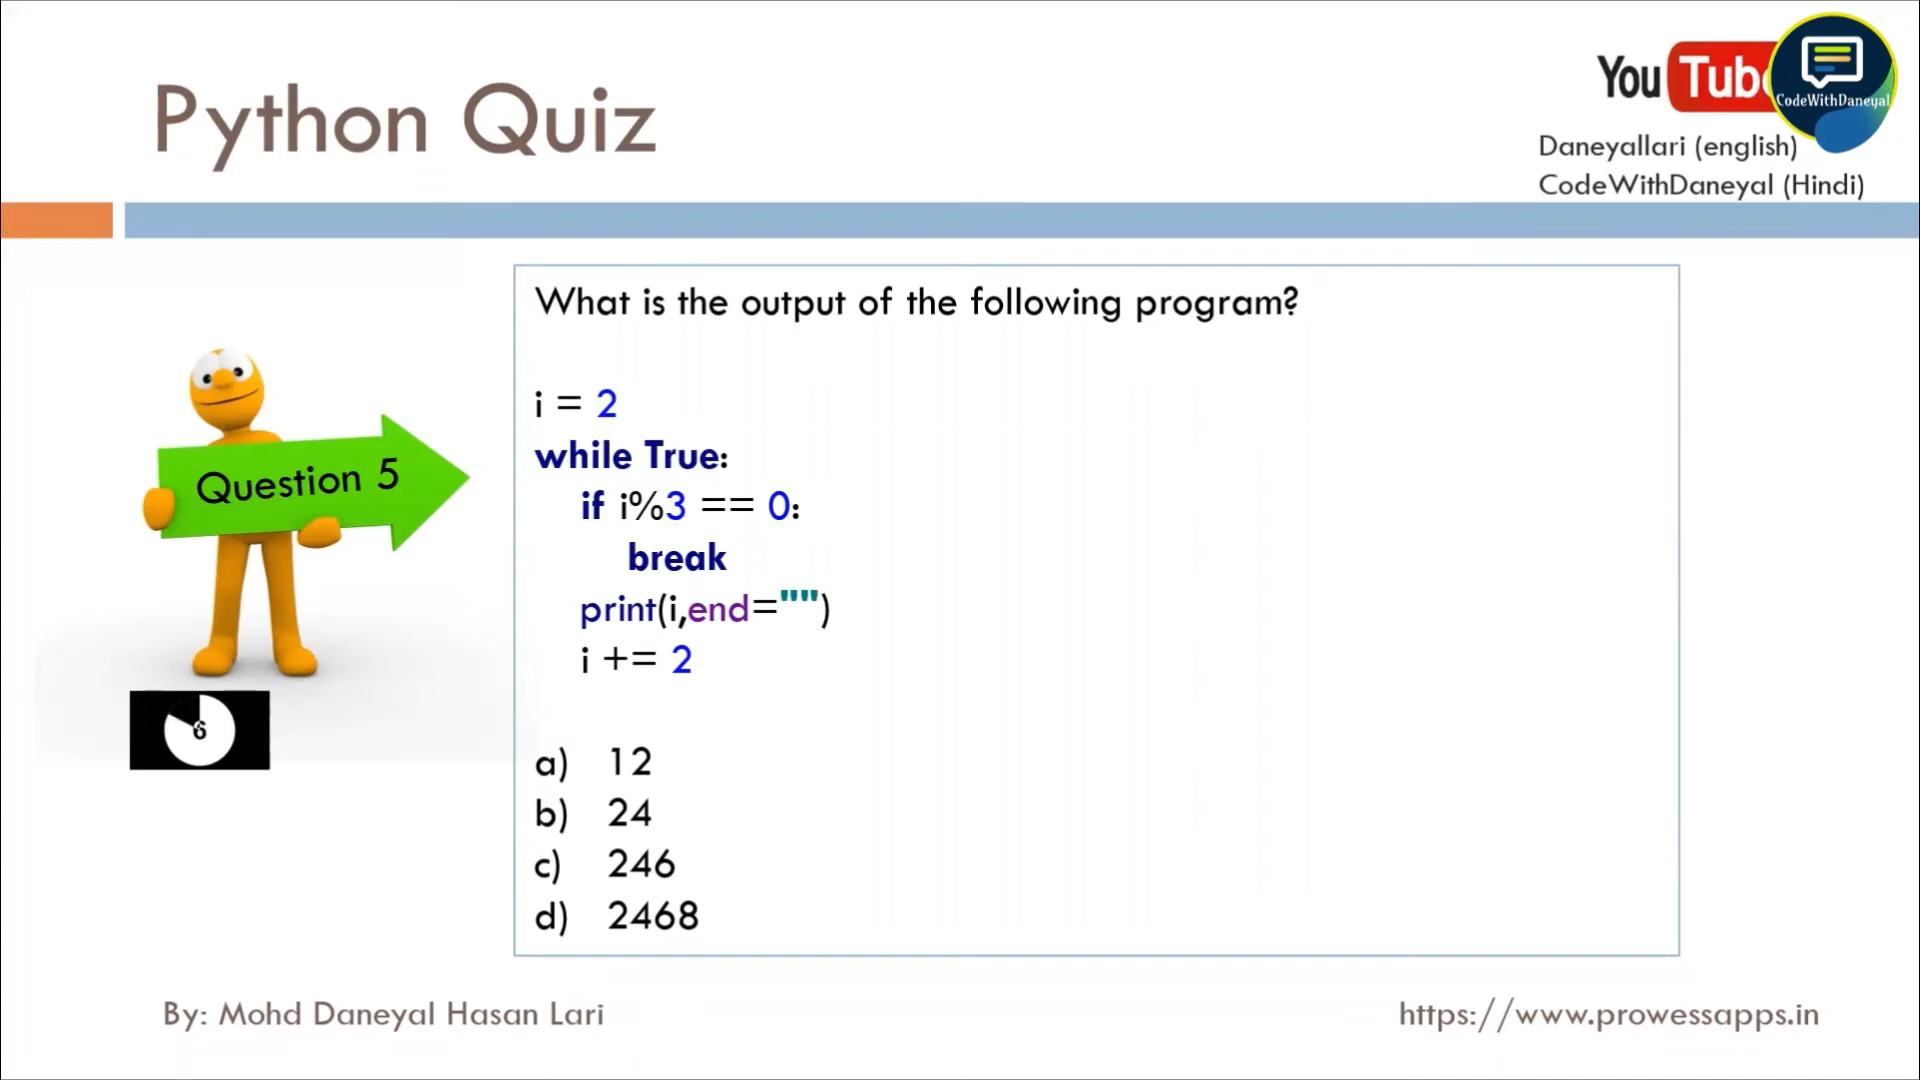 Python Quiz
YouTube
CodeWithDaneyal
Daneyallari (english)
CodeWithDaneyal (Hindi)
What is the output of the following program?
i = 2
while True:
if i%3 == 0:
break
print(i,end="")
i += 2
Question 5
6
a) 12
b) 24
c) 246
d) 2468
By: Mohd Daneyal Hasan Lari
https://www.prowessapps.in